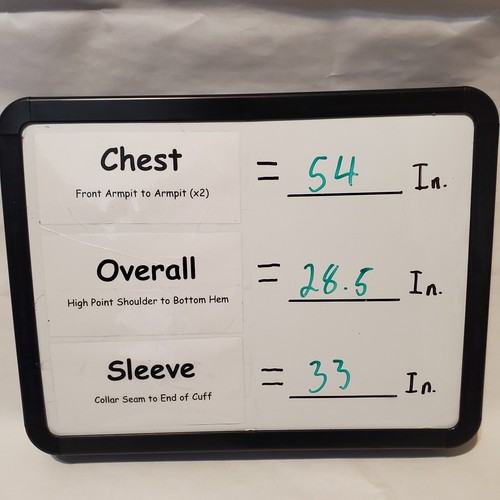 Chest = 54 In.
Front Armpit to Armpit (x2)
Overall = 28.5 In.
High Point Shoulder to Bottom Hem
Sleeve = 33 In.
Collar Seam to End of Cuff